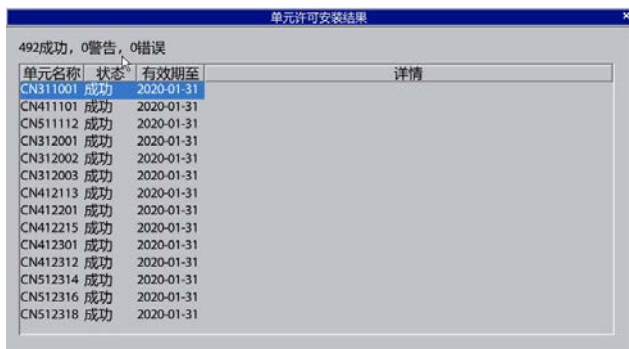 单元许可安装结果
492成功，0警告，0错误
单元名称 状态 有效期至 详情
CN311001 成功 2020-01-31
CN411101 成功 2020-01-31
CN511112 成功 2020-01-31
CN312001 成功 2020-01-31
CN312002 成功 2020-01-31
CN312003 成功 2020-01-31
CN412113 成功 2020-01-31
CN412201 成功 2020-01-31
CN412215 成功 2020-01-31
CN412301 成功 2020-01-31
CN412312 成功 2020-01-31
CN512314 成功 2020-01-31
CN512316 成功 2020-01-31
CN512318 成功 2020-01-31